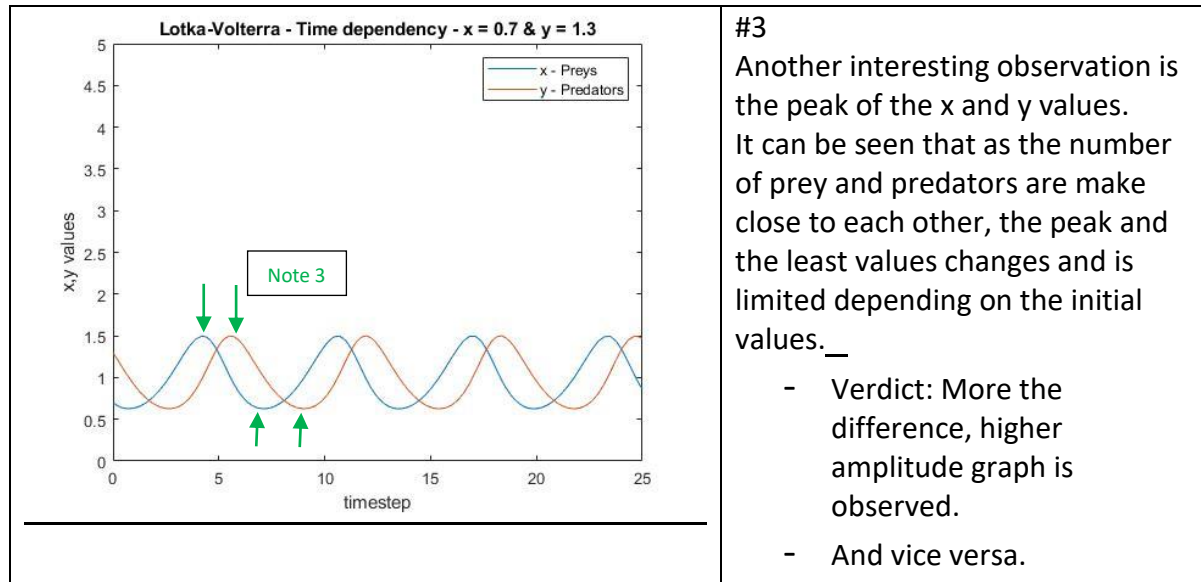 Lotka-Volterra - Time dependency - x = 0.7 & y = 1.3
5
4.5
4
3.5
3
2.5
2
1.5
1
0.5
0
x,y values
x - Preys
y - Predators
Note 3
0
5
10
15
20
25
timestep
#3
Another interesting observation is
the peak of the x and y values.
It can be seen that as the number
of prey and predators are make
close to each other, the peak and
the least values changes and is
limited depending on the initial
values.
- Verdict: More the
difference, higher
amplitude graph is
observed.
- And vice versa.